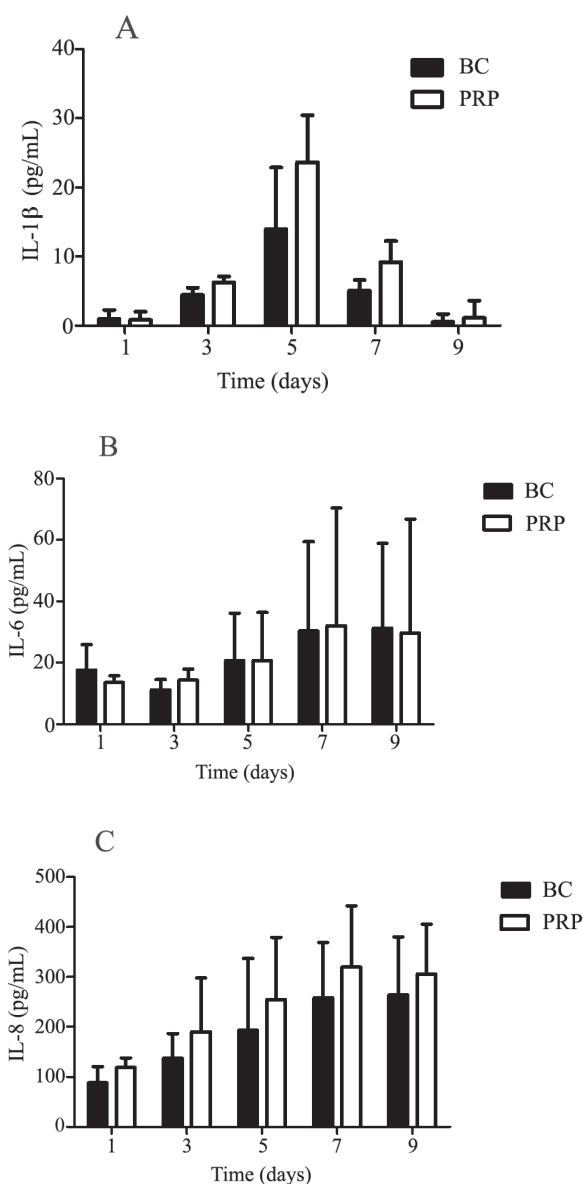 A
40
30
20
10
0
IL-1β (pg/mL)
BC
PRP
1 3 5 7 9
Time (days)
B
80
60
40
20
0
IL-6 (pg/mL)
BC
PRP
1 3 5 7 9
Time (days)
C
500
400
300
200
100
0
IL-8 (pg/mL)
BC
PRP
1 3 5 7 9
Time (days)